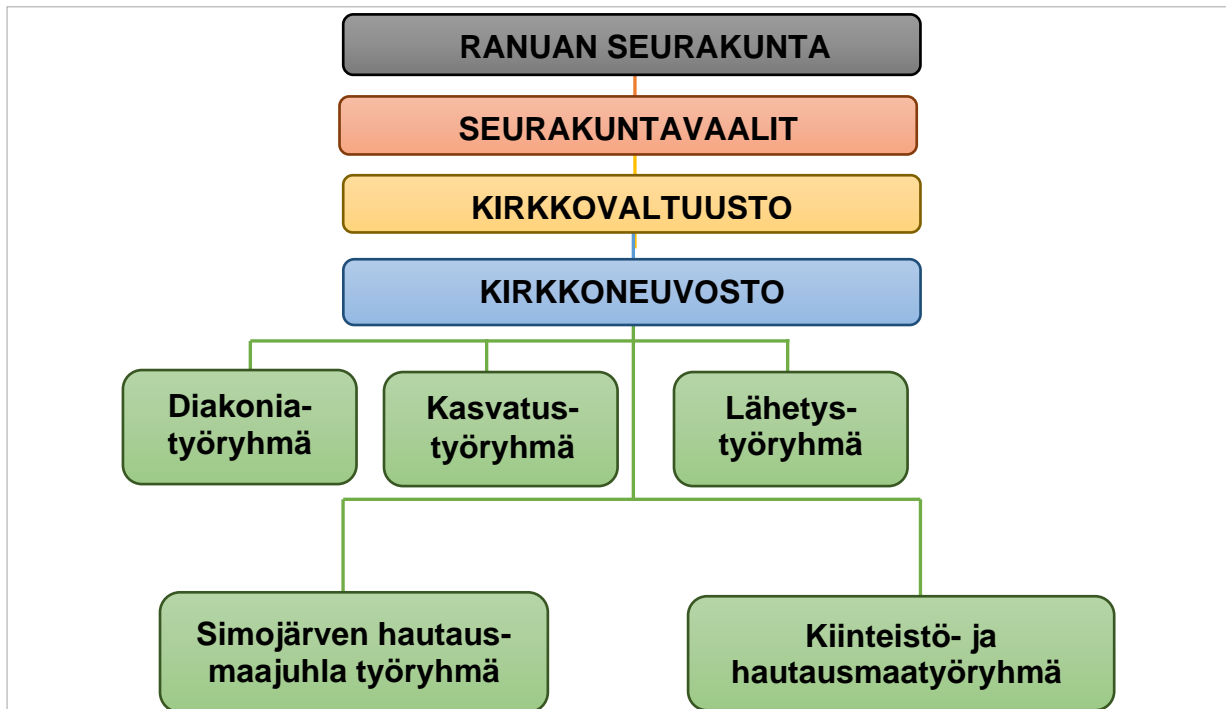 RANUAN SEURAKUNTA
SEURAKUNTAVAALIT
KIRKKOVALTUUSTO
KIRKKONEUVOSTO
Diakonia-
työryhmä
Kasvatus-
työryhmä
Lähetys-
työryhmä
Simojärven hautaus-
maajuhla työryhmä
Kiinteistö- ja
hautausmaatyöryhmä